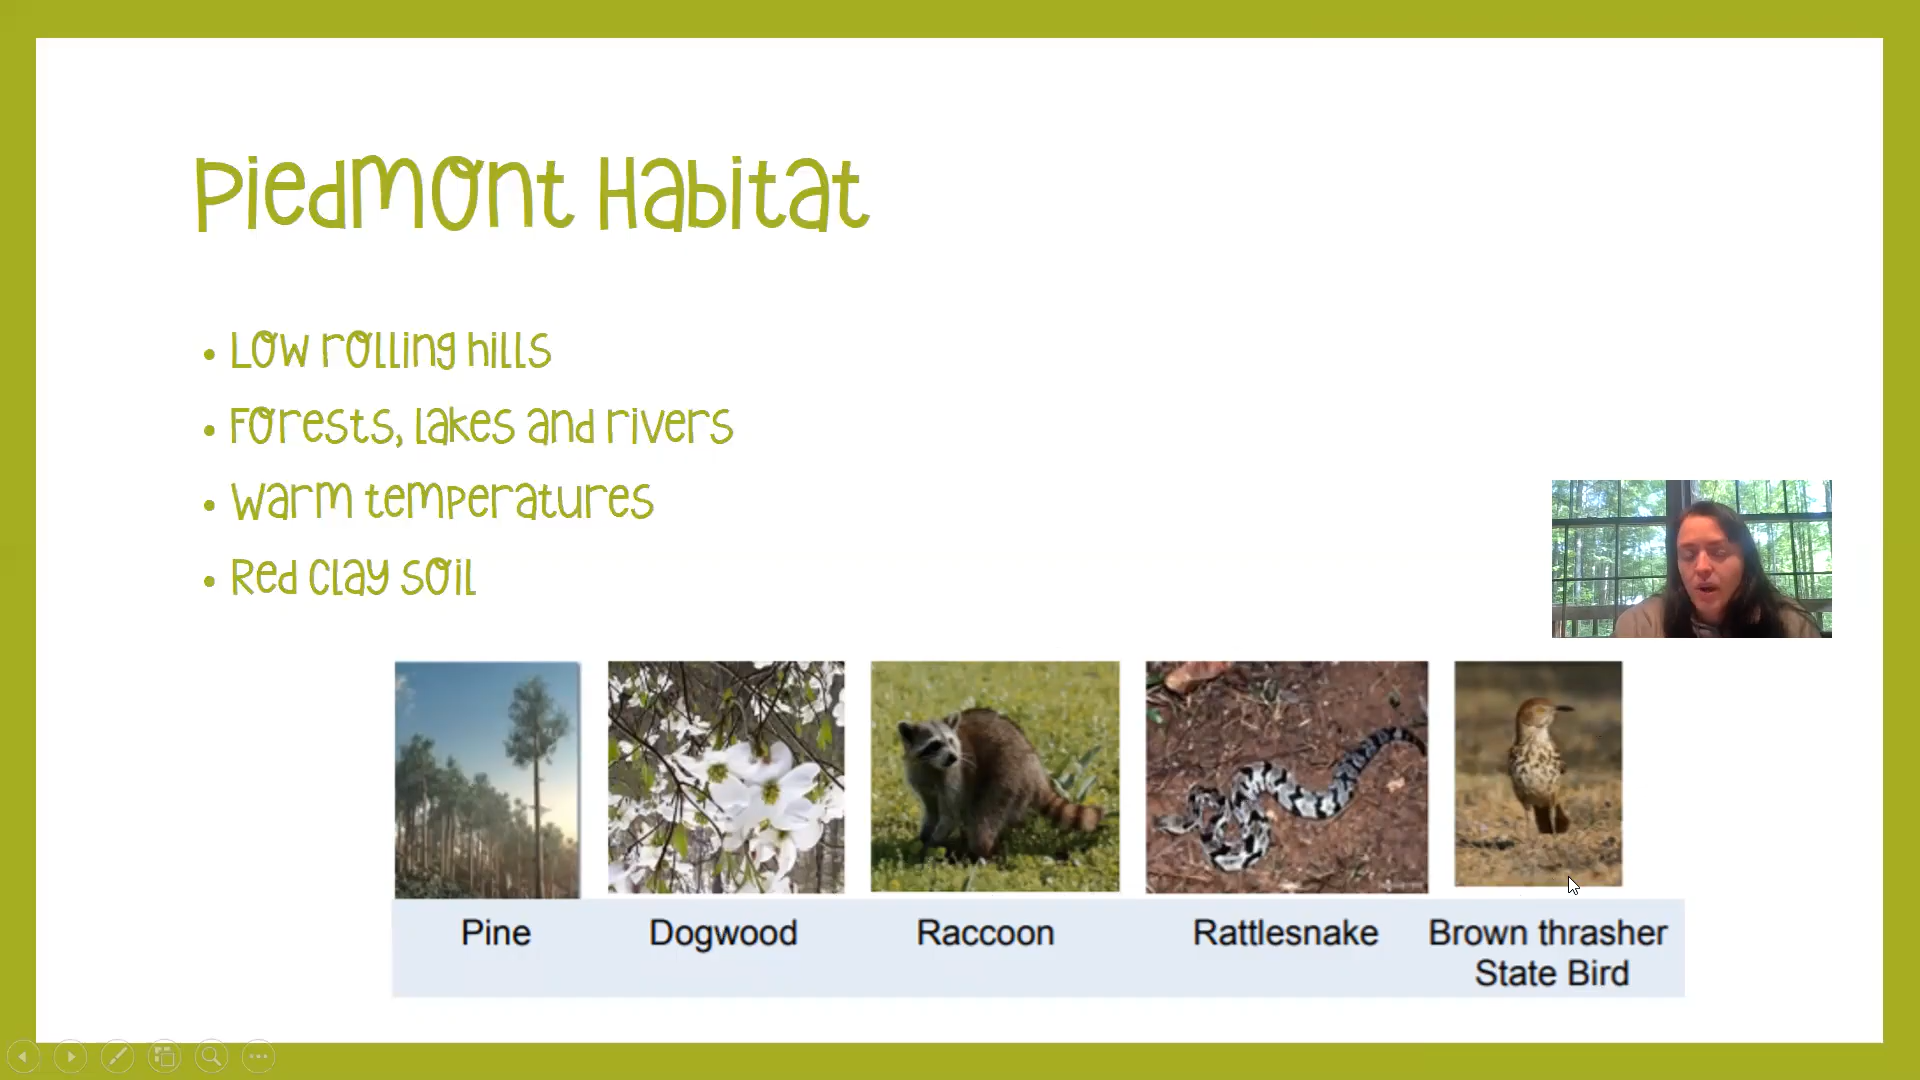 Piedmont Habitat
• Low rolling hills
• Forests, lakes and rivers
• Warm temperatures
• Red clay soil
Pine
Dogwood
Raccoon
Rattlesnake
Brown thrasher
State Bird